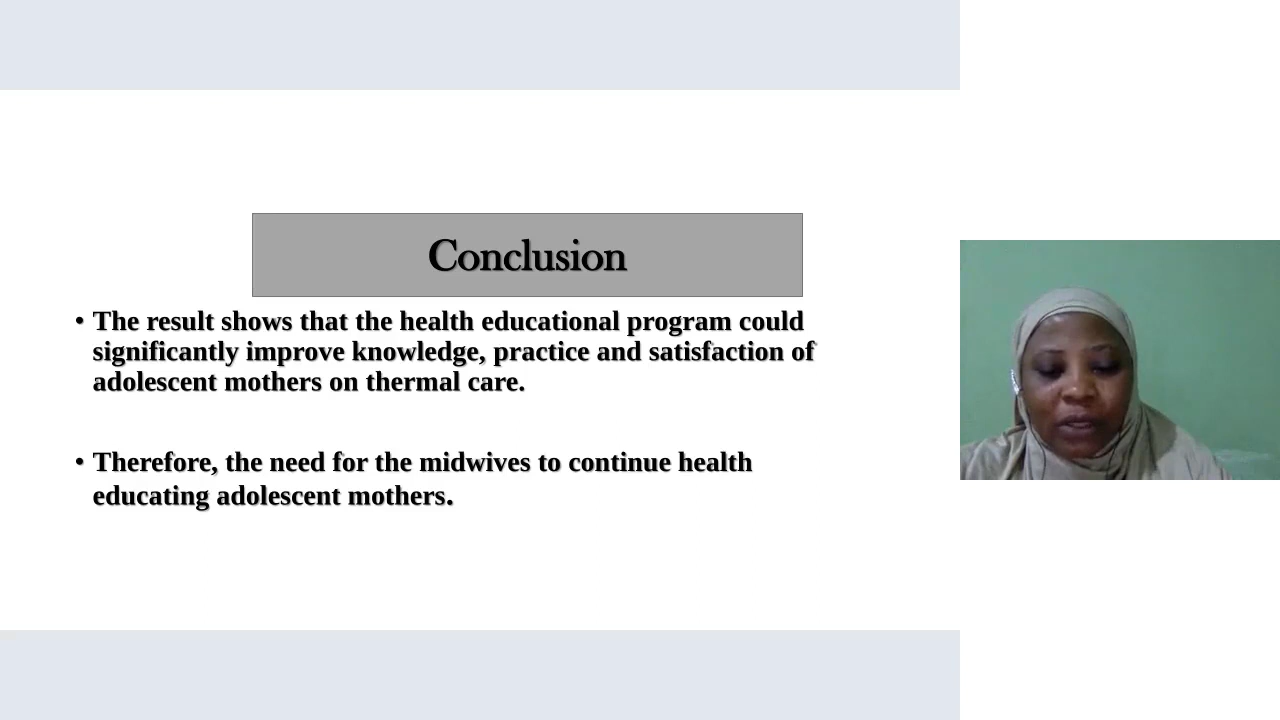 Conclusion
• The result shows that the health educational program could
significantly improve knowledge, practice and satisfaction of
adolescent mothers on thermal care.
• Therefore, the need for the midwives to continue health
educating adolescent mothers.